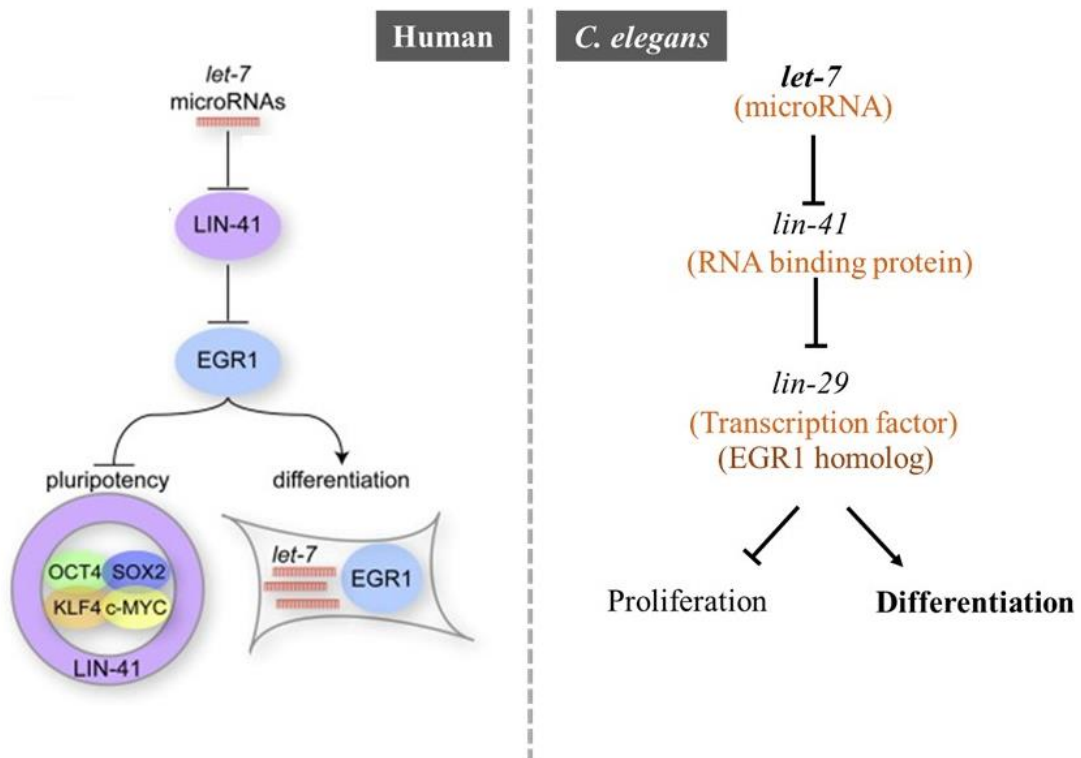 Human
let-7
microRNAs
LIN-41
EGR1
pluripotency
differentiation
OCT4
SOX2
KLF4
c-MYC
LIN-41
let-7
EGR1
C. elegans
let-7
(microRNA)
lin-41
(RNA binding protein)
lin-29
(Transcription factor)
(EGR1 homolog)
Proliferation
Differentiation